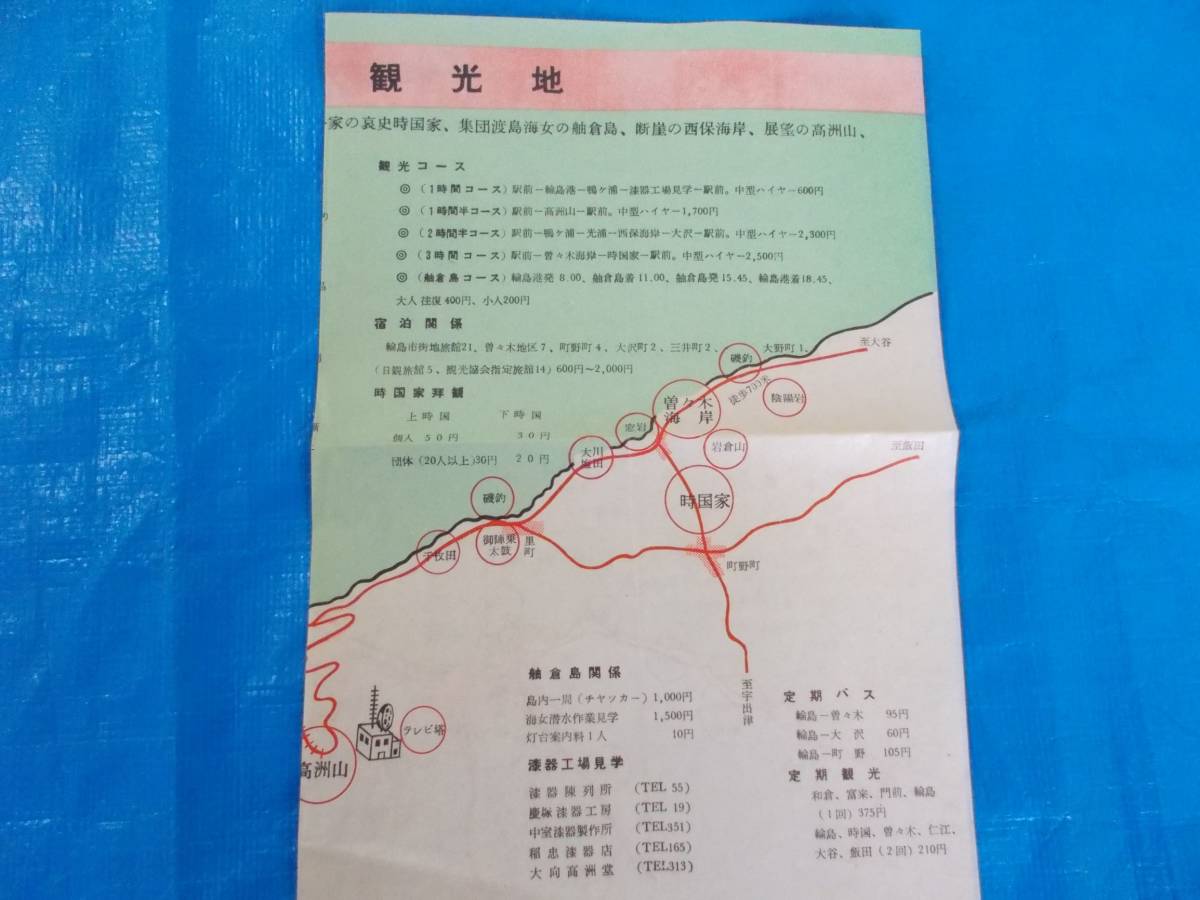 観光地
家の哀史時国家、集団渡島海女の舳倉島、断崖の西保海岸、展望の高洲山、
観光コース
◎ (1時間コース) 駅前－輪島港－鴨ケ浦－漆器工場見学－駅前。中型ハイヤー600円
◎ (1時間半コース) 駅前－高洲山－駅前。中型ハイヤー1,700円
◎ (2時間半コース) 駅前－鴨ケ浦－光浦－西保海岸－大沢－駅前。中型ハイヤー2,300円
◎ (3時間コース) 駅前－曽々木海岸－時国家－駅前。中型ハイヤー2,500円
◎ (舳倉島コース) 輪島港発 8.00、舳倉島着11.00、舳倉島発15.45、輪島港着18.45、
大人 往復400円、小人200円
宿泊関係
輪島市街地旅館21、曽々木地区7、町野町4、大沢町2、三井町2、大野町1、
(日観旅館5、観光協会指定旅館14) 600円～2,000円
時国家拝観
上時国 下時国
個人 50円 30円
団体 (20人以上)30円 20円
至大谷
磯釣
徒歩700米
陰陽岩
曽々木
海岸
窓岩
岩倉山
至飯田
大川
塩田
時国家
磯釣
御陣乗
太鼓
里町
千枚田
町野町
至宇出津
テレビ塔
高洲山
舳倉島関係
島内一周 (チャッカー) 1,000円
海女潜水作業見学 1,500円
灯台案内料1人 10円
漆器工場見学
漆器陳列所 (TEL 55)
慶塚漆器工房 (TEL 19)
中室漆器製作所 (TEL351)
稲忠漆器店 (TEL165)
大向高洲堂 (TEL313)
定期バス
輪島－曽々木 95円
輪島－大沢 60円
輪島－町野 105円
定期観光
和倉、富来、門前、輪島
(1回) 375円
輪島、時国、曽々木、仁江、
大谷、飯田 (2回) 210円